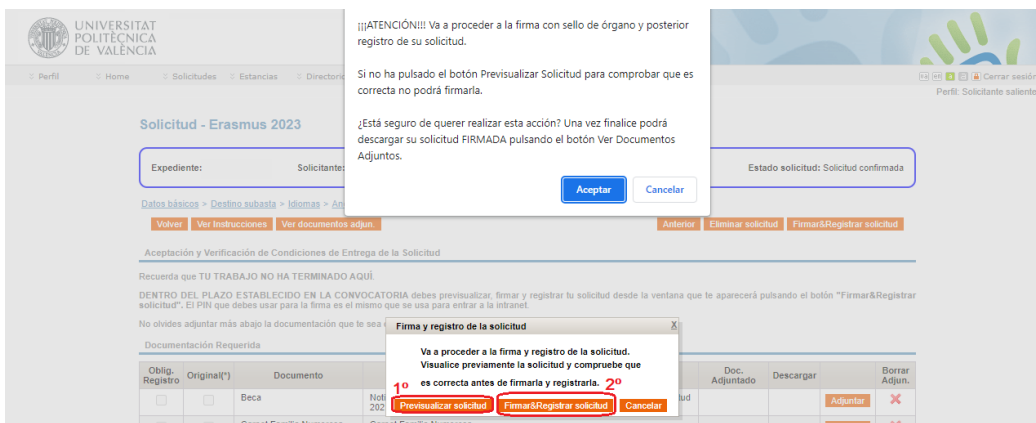 UNIVERSITAT
POLITÈCNICA
DE VALÈNCIA
¡¡¡ATENCIÓN!!! Va a proceder a la firma con sello de órgano y posterior
registro de su solicitud.
Si no ha pulsado el botón Previsualizar Solicitud para comprobar que es
correcta no podrá firmarla.
¿Está seguro de querer realizar esta acción? Una vez finalice podrá
descargar su solicitud FIRMADA pulsando el botón Ver Documentos
Adjuntos.
Aceptar Cancelar
Perfil Home Solicitudes Estancias Directorio
Cerrar sesión
Perfil: Solicitante saliente
Solicitud - Erasmus 2023
Expediente: Solicitante: Estado solicitud: Solicitud confirmada
Datos básicos > Destino subasta > Idiomas > An
Volver Ver Instrucciones Ver documentos adjun. Anterior Eliminar solicitud Firmar&Registrar solicitud
Aceptación y Verificación de Condiciones de Entrega de la Solicitud
Recuerda que TU TRABAJO NO HA TERMINADO AQUÍ.
DENTRO DEL PLAZO ESTABLECIDO EN LA CONVOCATORIA debes previsualizar, firmar y registrar tu solicitud desde la ventana que te aparecerá pulsando el botón "Firmar&Registrar
solicitud". El PIN que debes usar para la firma es el mismo que se usa para entrar a la intranet.
No olvides adjuntar más abajo la documentación que te sea
Firma y registro de la solicitud X
Va a proceder a la firma y registro de la solicitud.
Visualice previamente la solicitud y compruebe que
es correcta antes de firmarla y registrarla.
1º 2º
Previsualizar solicitud Firmar&Registrar solicitud Cancelar
Documentación Requerida
Oblig. Registro Original(*) Documento Doc. Adjuntado Descargar Borrar Adjun.
Beca Adjuntar